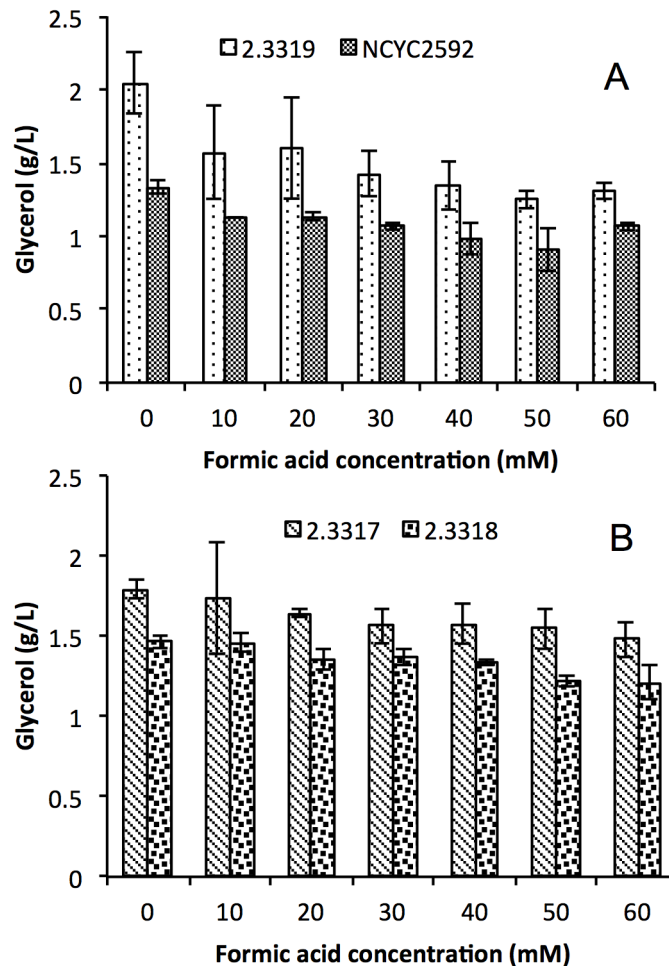 2.5
2.3319 NCYC2592
A
2
1.5
1
0.5
0
Glycerol (g/L)
0 10 20 30 40 50 60
Formic acid concentration (mM)
2.5
2.3317 2.3318
B
2
1.5
1
0.5
0
Glycerol (g/L)
0 10 20 30 40 50 60
Formic acid concentration (mM)